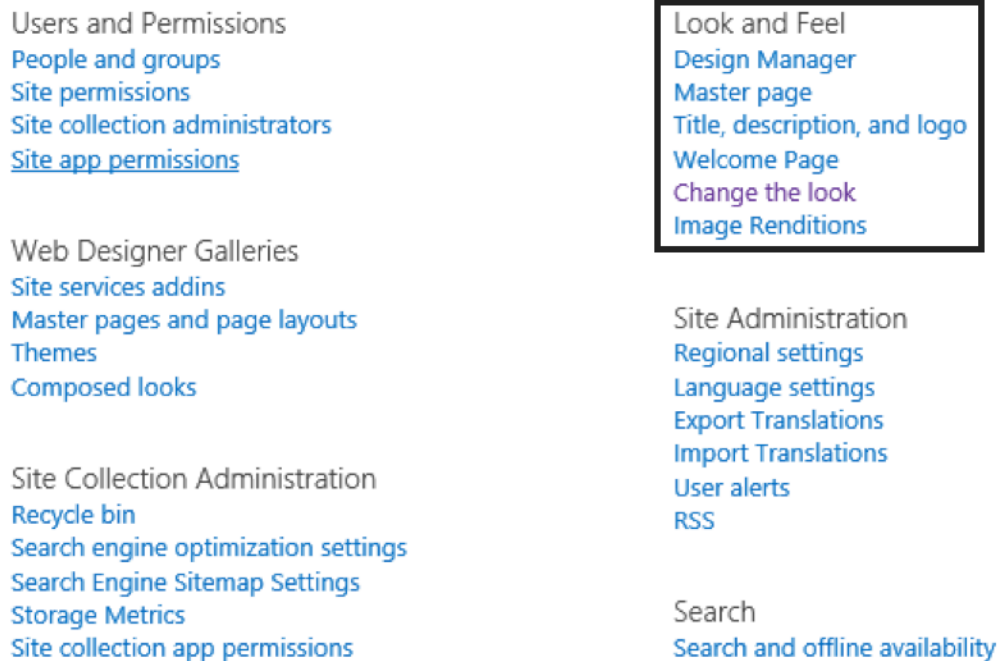 Users and Permissions
People and groups
Site permissions
Site collection administrators
Site app permissions
Web Designer Galleries
Site services addins
Master pages and page layouts
Themes
Composed looks
Site Collection Administration
Recycle bin
Search engine optimization settings
Search Engine Sitemap Settings
Storage Metrics
Site collection app permissions
Look and Feel
Design Manager
Master page
Title, description, and logo
Welcome Page
Change the look
Image Renditions
Site Administration
Regional settings
Language settings
Export Translations
Import Translations
User alerts
RSS
Search
Search and offline availability